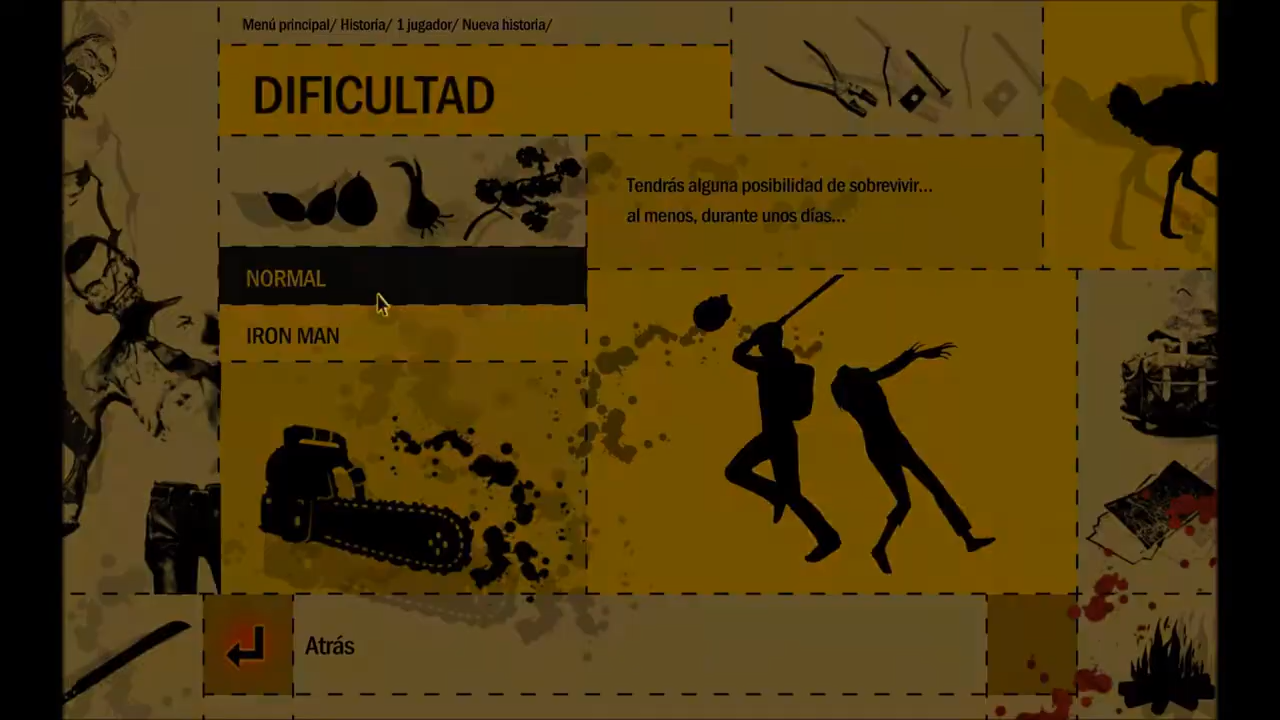 Menú principal/ Historia/ 1 jugador/ Nueva historia/
DIFICULTAD
Tendrás alguna posibilidad de sobrevivir...
al menos, durante unos días...
NORMAL
IRON MAN
Atrás